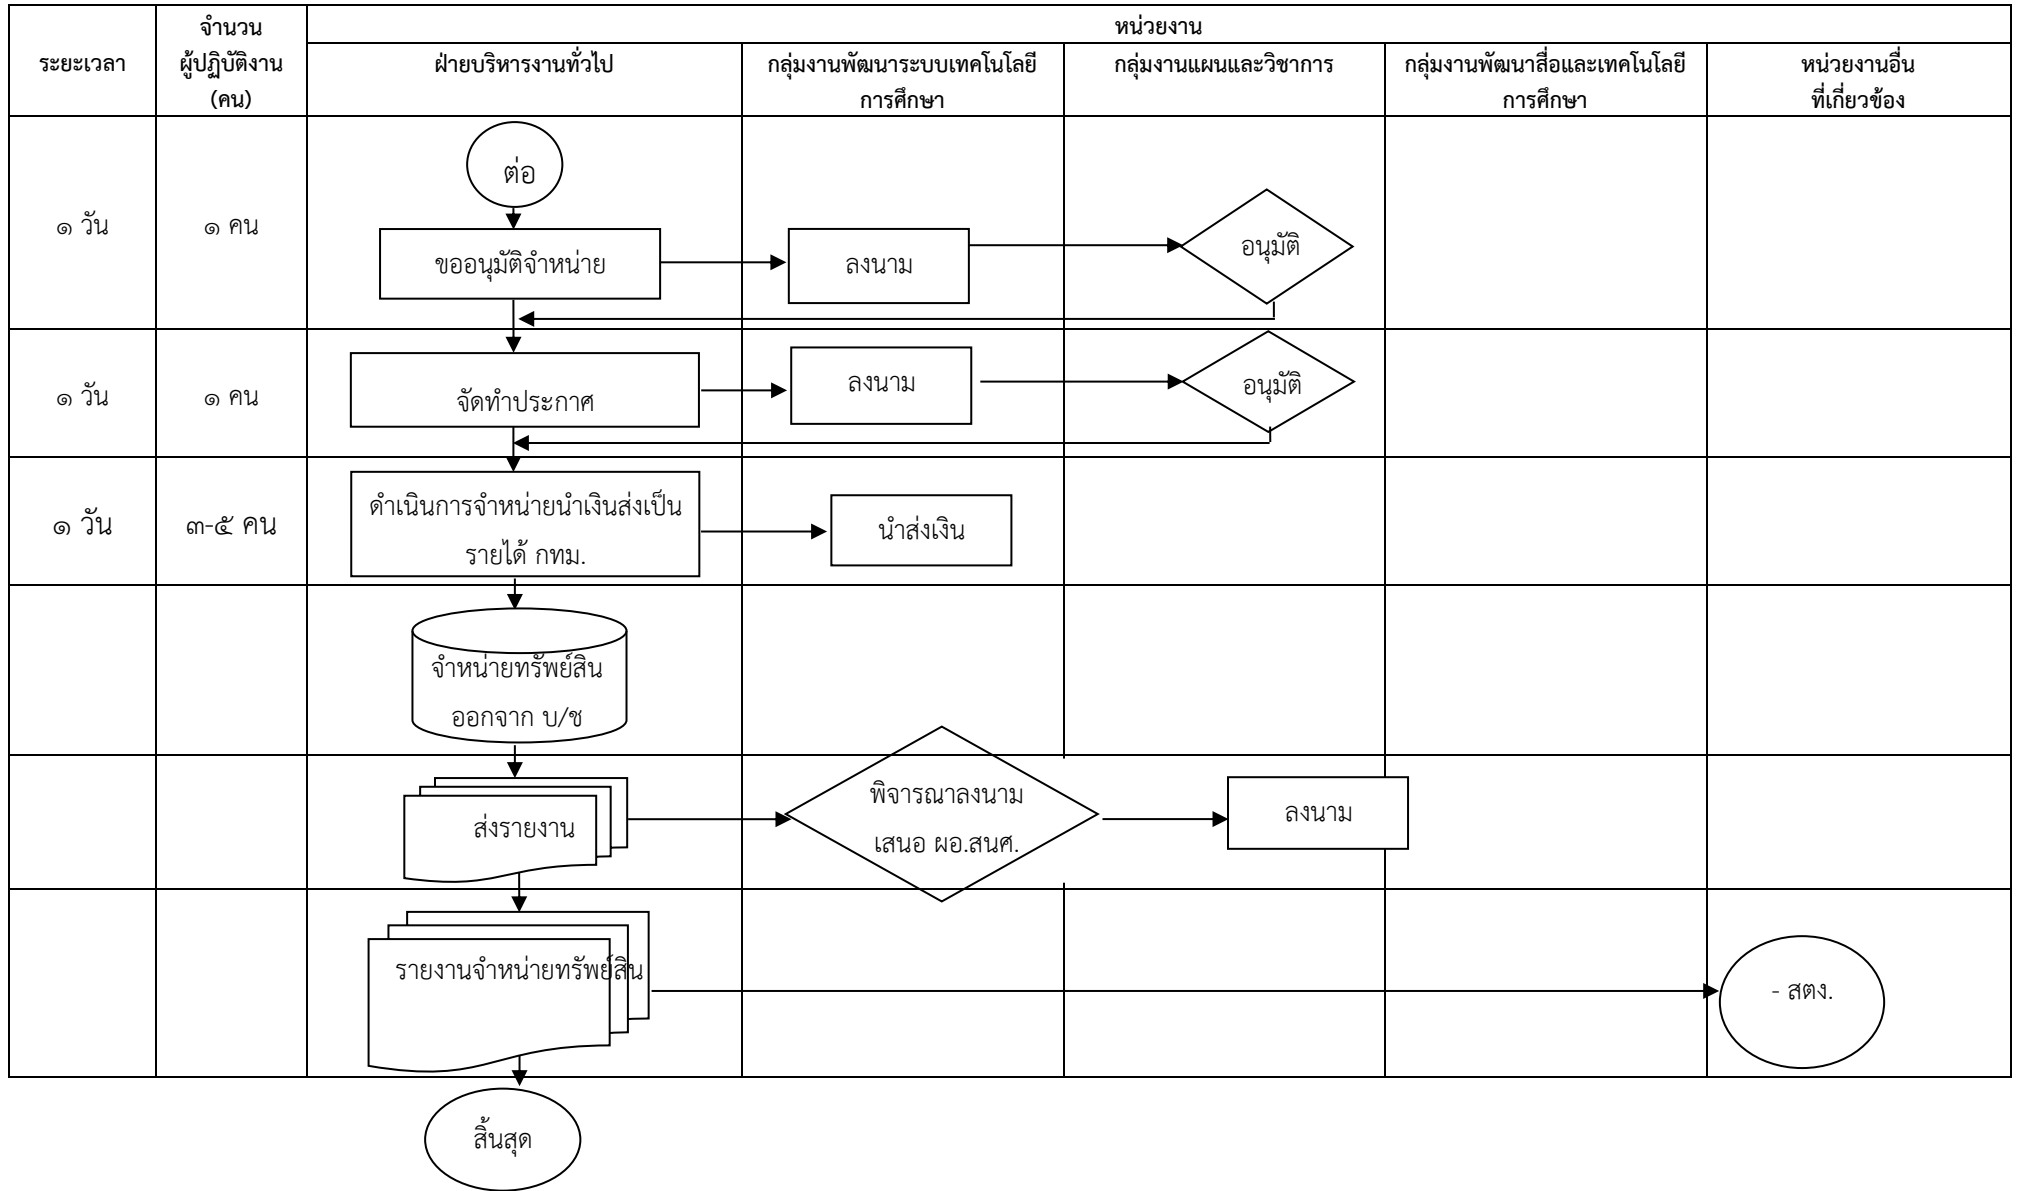 ระยะเวลา
จำนวน
ผู้ปฏิบัติงาน
(คน)
หน่วยงาน
ฝ่ายบริหารงานทั่วไป
กลุ่มงานพัฒนาระบบเทคโนโลยี
การศึกษา
กลุ่มงานแผนและวิชาการ
กลุ่มงานพัฒนาสื่อและเทคโนโลยี
การศึกษา
หน่วยงานอื่น
ที่เกี่ยวข้อง
ต่อ
๑ วัน
๑ คน
ขออนุมัติจำหน่าย
ลงนาม
อนุมัติ
๑ วัน
๑ คน
จัดทำประกาศ
ลงนาม
อนุมัติ
๑ วัน
๓-๕ คน
ดำเนินการจำหน่ายนำเงินส่งเป็น
รายได้ กทม.
นำส่งเงิน
จำหน่ายทรัพย์สิน
ออกจาก บ/ช
ส่งรายงาน
พิจารณาลงนาม
เสนอ ผอ.สนศ.
ลงนาม
รายงานจำหน่ายทรัพย์สิน
- สตง.
สิ้นสุด